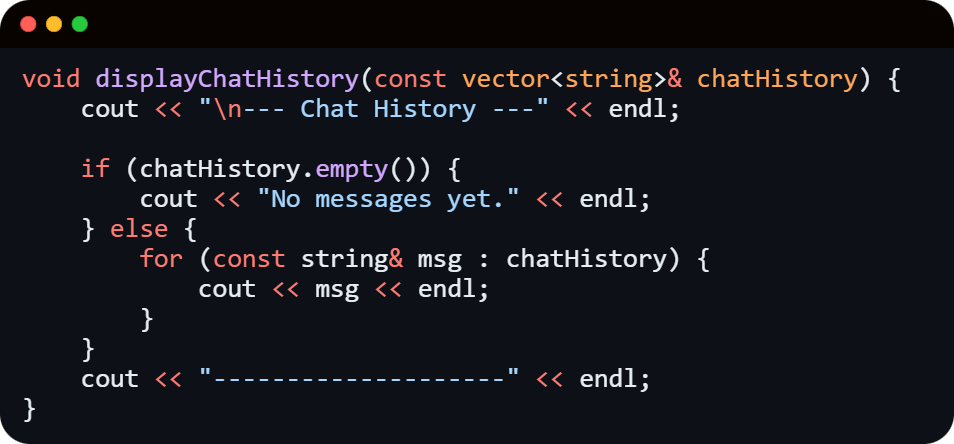 void displayChatHistory(const vector<string>& chatHistory) {
    cout << "\n--- Chat History ---" << endl;

    if (chatHistory.empty()) {
        cout << "No messages yet." << endl;
    } else {
        for (const string& msg : chatHistory) {
            cout << msg << endl;
        }
    }
    cout << "--------------------" << endl;
}